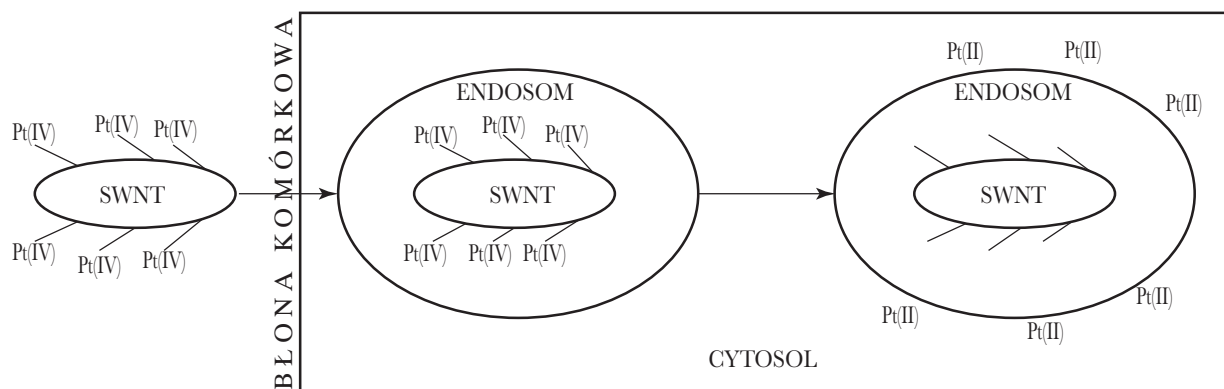 BŁONA KOMÓRKOWA
Pt(IV) Pt(IV) Pt(IV)
SWNT
Pt(IV) Pt(IV) Pt(IV)
ENDOSOM
Pt(IV) Pt(IV) Pt(IV)
SWNT
Pt(IV) Pt(IV) Pt(IV)
Pt(II) Pt(II)
Pt(II)
ENDOSOM
SWNT
Pt(II)
Pt(II)
Pt(II)
CYTOSOL